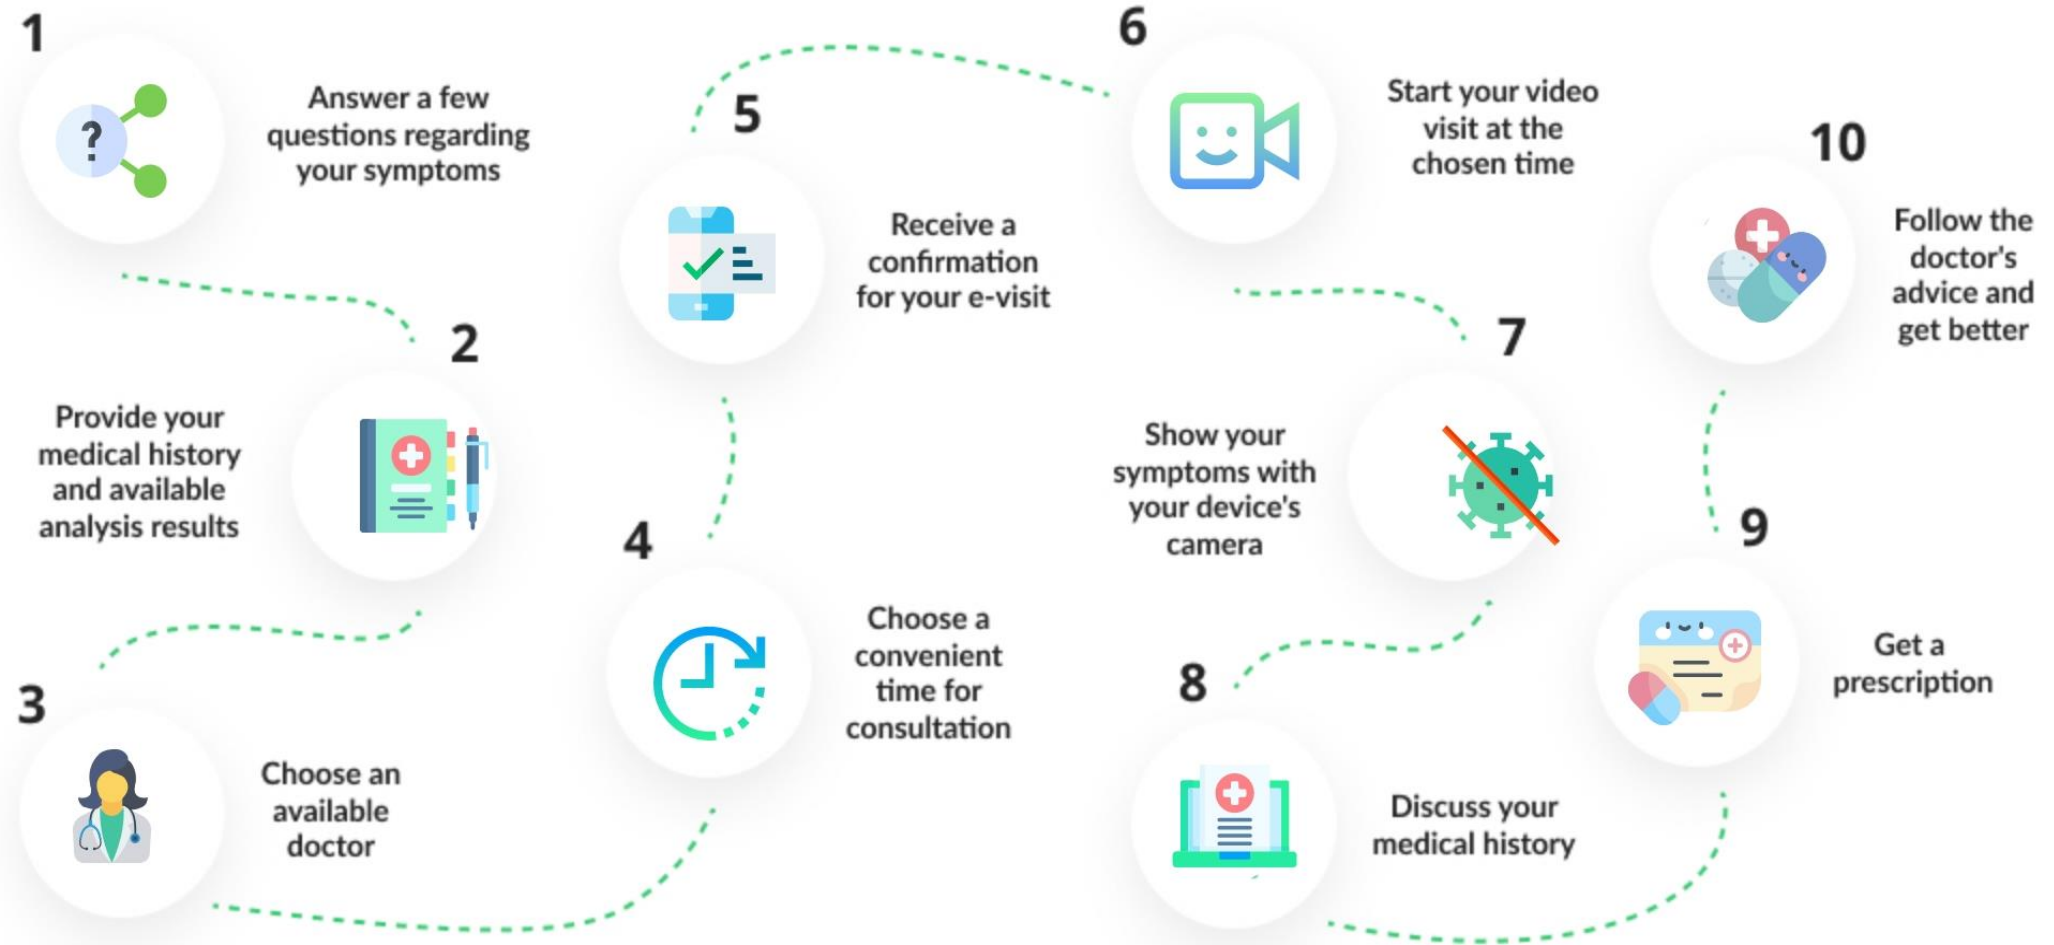 1
Answer a few
questions regarding
your symptoms
2
Provide your
medical history
and available
analysis results
3
Choose an
available
doctor
4
Choose a
convenient
time for
consultation
5
Receive a
confirmation
for your e-visit
6
Start your video
visit at the
chosen time
7
Show your
symptoms with
your device's
camera
8
Discuss your
medical history
9
Get a
prescription
10
Follow the
doctor's
advice and
get better